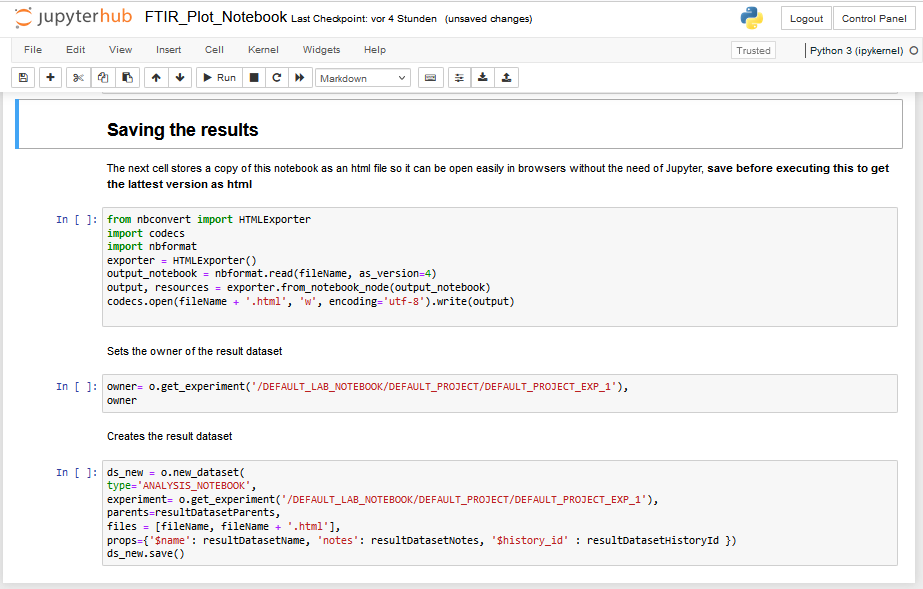 jupyterhub FTIR_Plot_Notebook Last Checkpoint: vor 4 Stunden (unsaved changes) Logout Control Panel
File Edit View Insert Cell Kernel Widgets Help Trusted Python 3 (ipykernel)
Run Markdown
Saving the results
The next cell stores a copy of this notebook as an html file so it can be open easily in browsers without the need of Jupyter, save before executing this to get
the lattest version as html
In [ ]: from nbconvert import HTMLExporter
import codecs
import nbformat
exporter = HTMLExporter()
output_notebook = nbformat.read(fileName, as_version=4)
output, resources = exporter.from_notebook_node(output_notebook)
codecs.open(fileName + '.html', 'w', encoding='utf-8').write(output)
Sets the owner of the result dataset
In [ ]: owner= o.get_experiment('/DEFAULT_LAB_NOTEBOOK/DEFAULT_PROJECT/DEFAULT_PROJECT_EXP_1'),
owner
Creates the result dataset
In [ ]: ds_new = o.new_dataset(
type='ANALYSIS_NOTEBOOK',
experiment= o.get_experiment('/DEFAULT_LAB_NOTEBOOK/DEFAULT_PROJECT/DEFAULT_PROJECT_EXP_1'),
parents=resultDatasetParents,
files = [fileName, fileName + '.html'],
props={'$name': resultDatasetName, 'notes': resultDatasetNotes, '$history_id' : resultDatasetHistoryId })
ds_new.save()